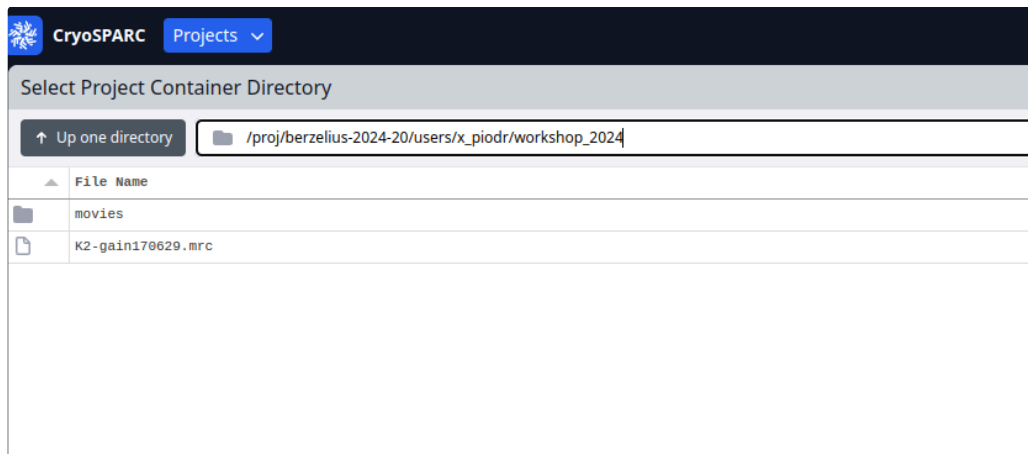 CryoSPARC Projects
Select Project Container Directory
Up one directory /proj/berzelius-2024-20/users/x_piodr/workshop_2024
File Name
movies
K2-gain170629.mrc